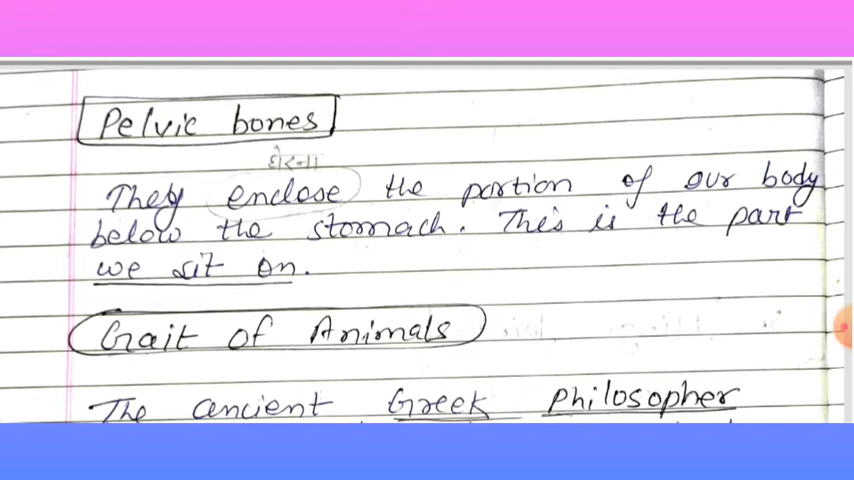 Pelvic bones
घेरना
They enclose the portion of our body
below the stomach. This is the part
we sit on.
Gait of Animals
The ancient Greek philosopher